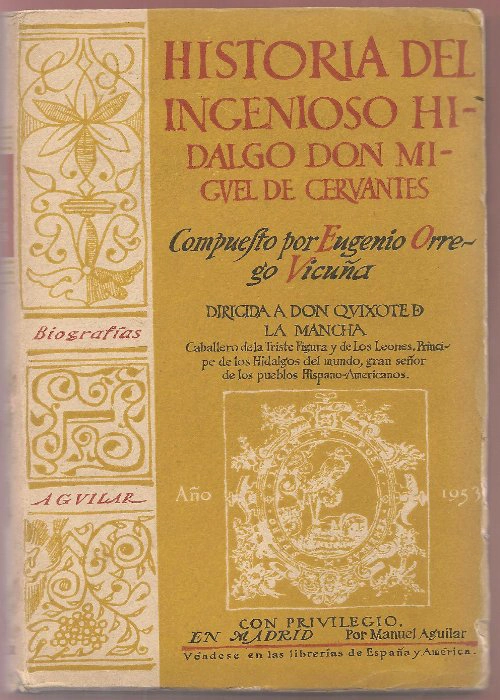 HISTORIA DEL
INGENIOSO HI-
DALGO DON MI-
GVEL DE CERVANTES
Compuesto por Eugenio Orre-
go Vicuña
DIRIGIDA A DON QVIXOTE D
LA MANCHA
Caballero de la Triste Figura y de Los Leones, Prínci-
pe de los Hidalgos del mundo, gran señor
de los pueblos Hispano-Americanos.
Biografías
AGVILAR
Año 1953
CON PRIVILEGIO.
EN MADRID Por Manuel Aguilar
Véndese en las librerías de España y América.